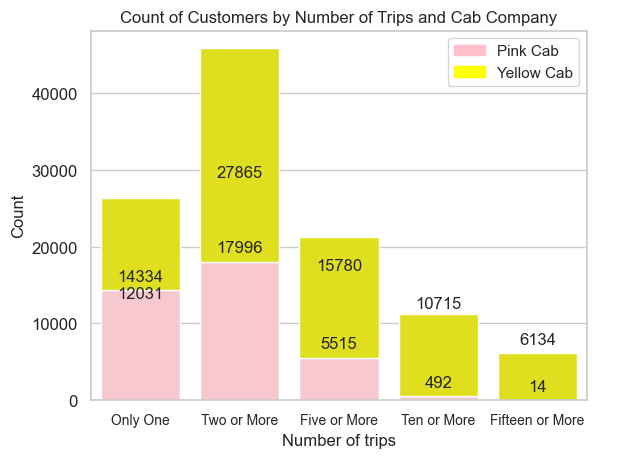 Count of Customers by Number of Trips and Cab Company
Pink Cab
Yellow Cab
Count
40000
30000
20000
10000
0
14334
12031
27865
17996
15780
5515
10715
492
6134
14
Only One
Two or More
Five or More
Ten or More
Fifteen or More
Number of trips